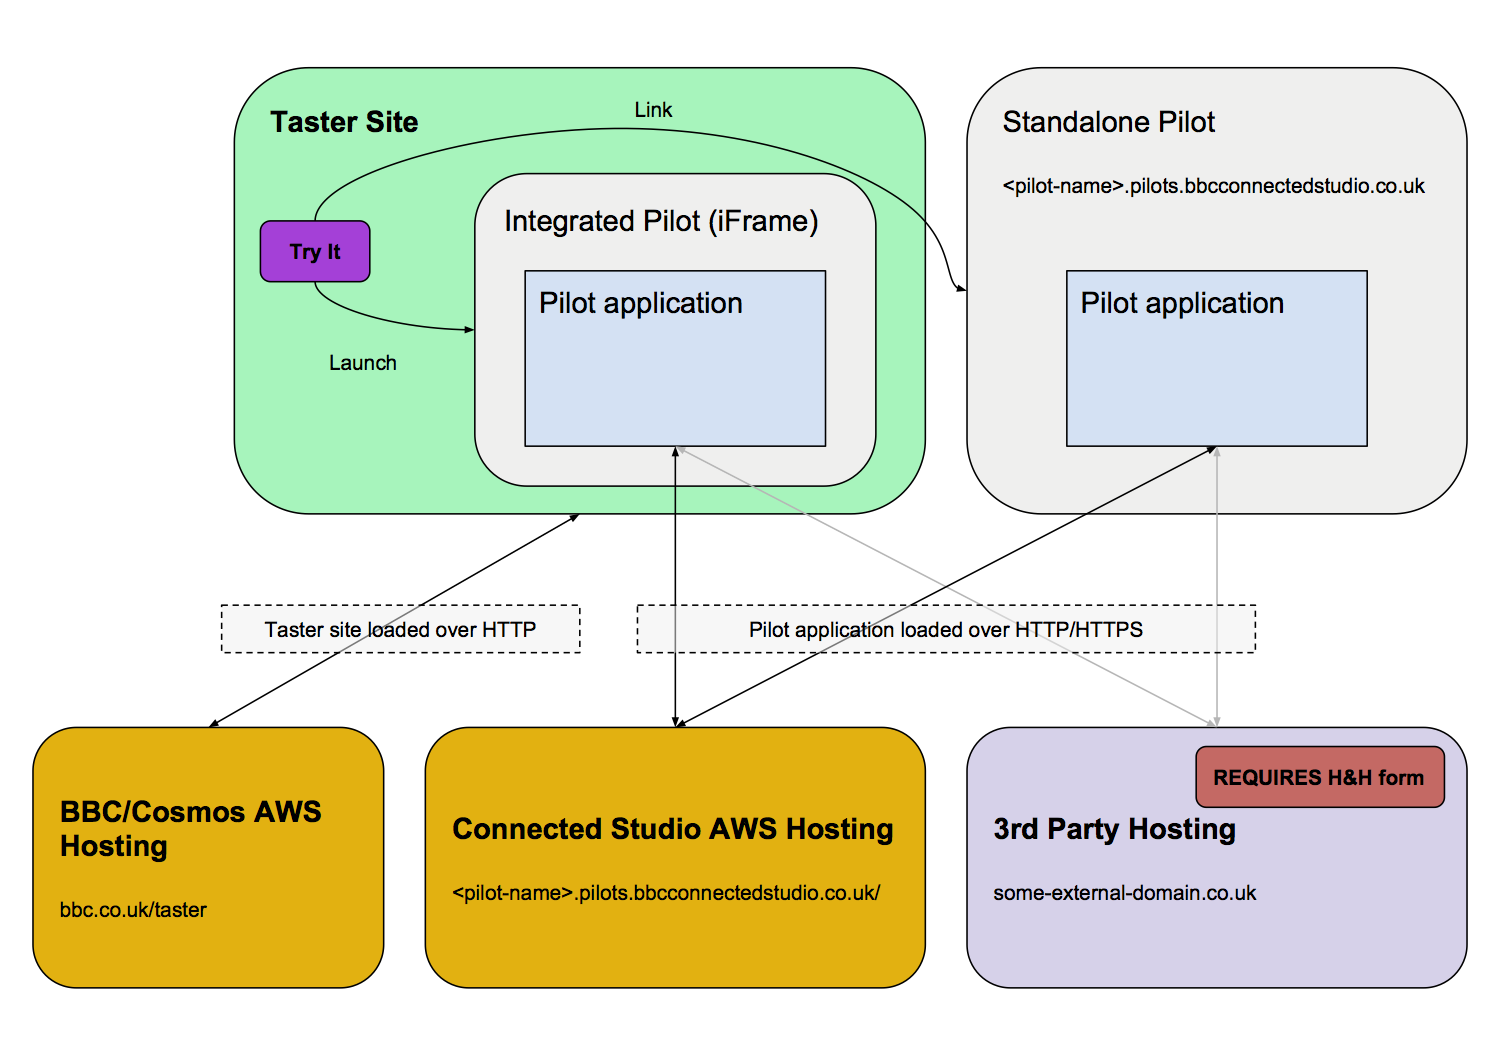 Link
Taster Site
Standalone Pilot
<pilot-name>.pilots.bbcconnectedstudio.co.uk
Integrated Pilot (iFrame)
Try It
Pilot application
Pilot application
Launch
Taster site loaded over HTTP
Pilot application loaded over HTTP/HTTPS
REQUIRES H&H form
BBC/Cosmos AWS
Hosting
bbc.co.uk/taster
Connected Studio AWS Hosting
<pilot-name>.pilots.bbcconnectedstudio.co.uk/
3rd Party Hosting
some-external-domain.co.uk